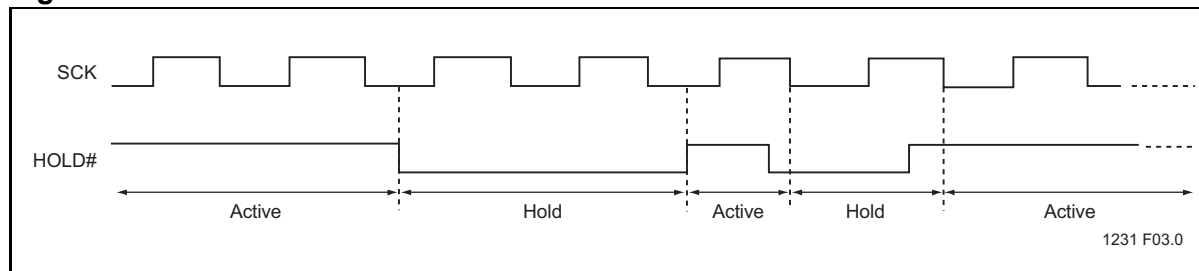 SCK
HOLD#
Active Hold Active Hold Active
1231 F03.0